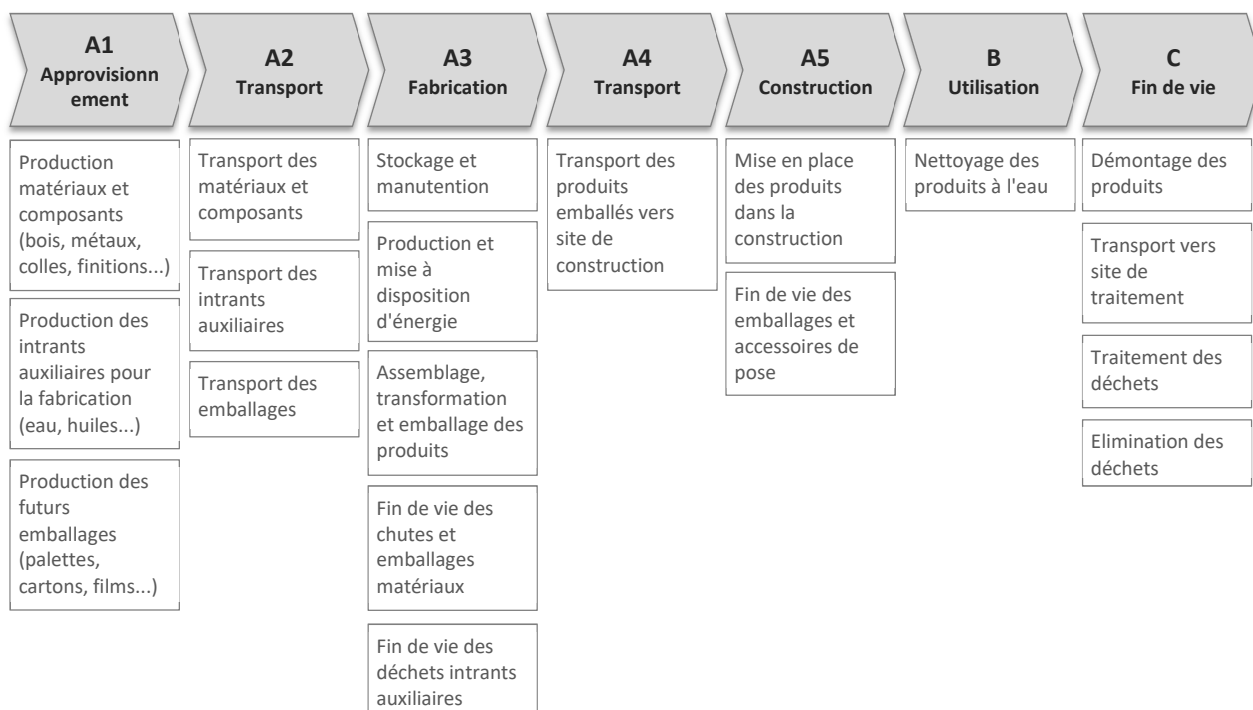 A1
Approvisionn
ement
A2
Transport
A3
Fabrication
A4
Transport
A5
Construction
B
Utilisation
C
Fin de vie
Production
matériaux et
composants
(bois, métaux,
colles, finitions...)
Production des
intrants
auxiliaires pour
la fabrication
(eau, huiles...)
Production des
futurs
emballages
(palettes,
cartons, films...)
Transport des
matériaux et
composants
Transport des
intrants
auxiliaires
Transport des
emballages
Stockage et
manutention
Production et
mise à
disposition
d'énergie
Assemblage,
transformation
et emballage des
produits
Fin de vie des
chutes et
emballages
matériaux
Fin de vie des
déchets intrants
auxiliaires
Transport des
produits
emballés vers
site de
construction
Mise en place
des produits
dans la
construction
Fin de vie des
emballages et
accessoires de
pose
Nettoyage des
produits à l'eau
Démontage des
produits
Transport vers
site de
traitement
Traitement des
déchets
Elimination des
déchets